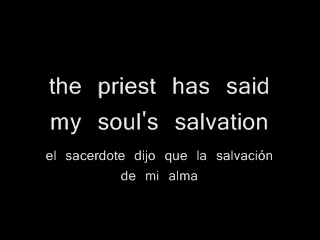 the priest has said
my soul's salvation
el sacerdote dijo que la salvación
de mi alma